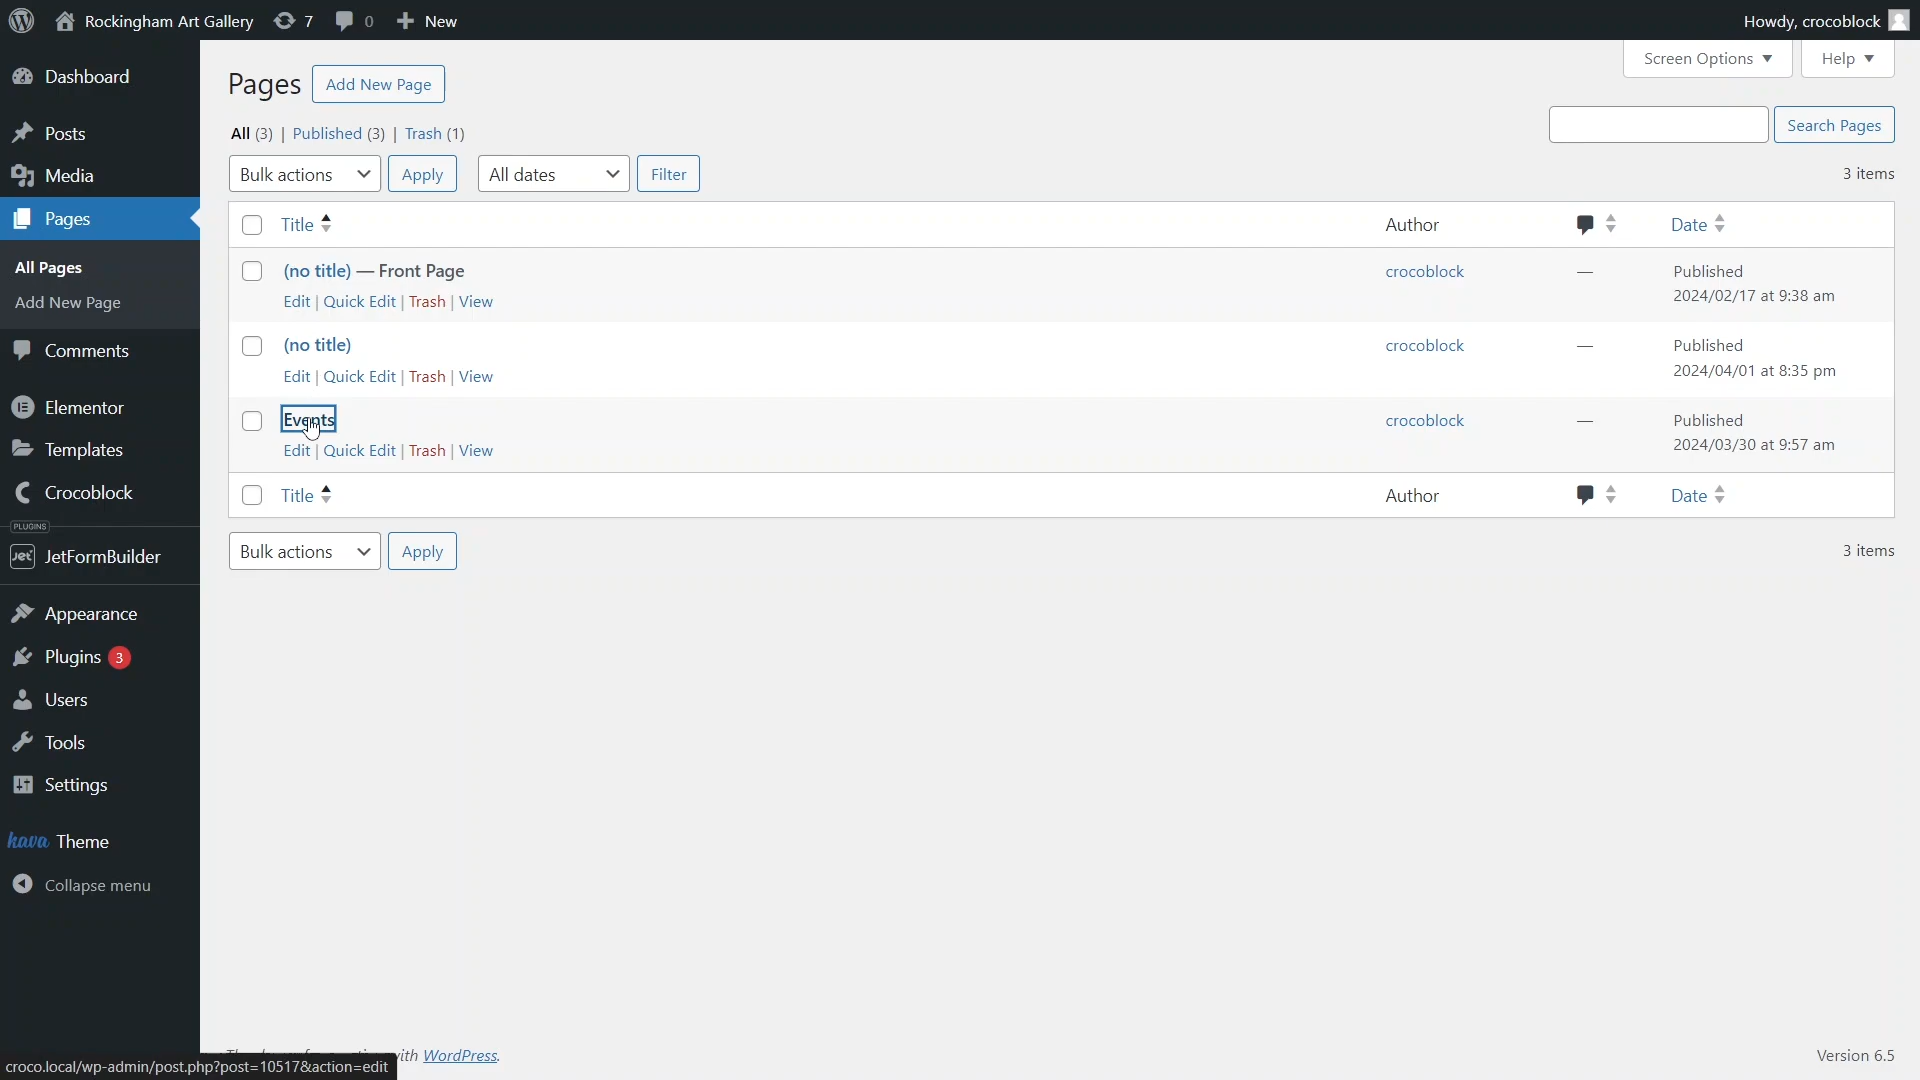 Rockingham Art Gallery 7 0 New Howdy, crocoblock
Dashboard
Posts
Media
Pages
All Pages
Add New Page
Comments
Elementor
Templates
Crocoblock
PLUGINS
Jet JetFormBuilder
Appearance
Plugins 3
Users
Tools
Settings
kava Theme
Collapse menu
Screen Options Help
Pages Add New Page
All (3) | Published (3) | Trash (1)
Search Pages
Bulk actions Apply All dates Filter 3 items
Title Author Date
(no title) — Front Page crocoblock — Published
Edit | Quick Edit | Trash | View 2024/02/17 at 9:38 am
(no title) crocoblock — Published
Edit | Quick Edit | Trash | View 2024/04/01 at 8:35 pm
Events crocoblock — Published
Edit | Quick Edit | Trash | View 2024/03/30 at 9:57 am
Title Author Date
Bulk actions Apply 3 items
with WordPress. Version 6.5
croco.local/wp-admin/post.php?post=10517&action=edit